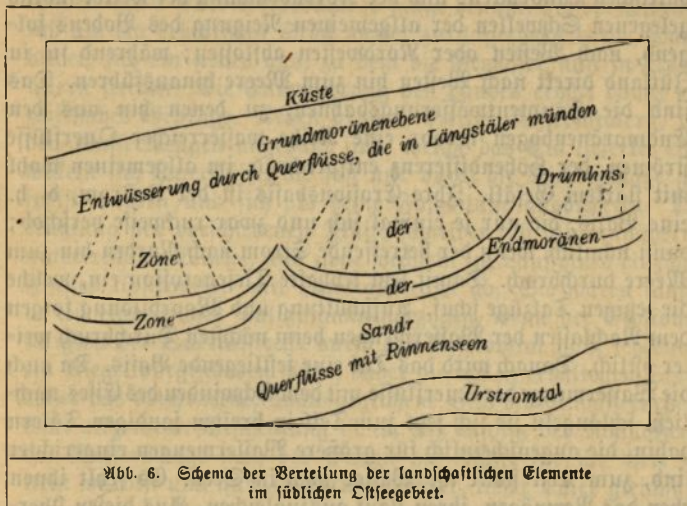 Küste
Grundmoränenebene
Entwässerung durch Querflüsse, die in Längstäler münden
Zone der Drumlins
Zone der Endmoränen
Sandr
Querflüsse mit Rinnenseen
Urstromtal
Abb. 6. Schema der Verteilung der landschaftlichen Elemente
im südlichen Ostseegebiet.